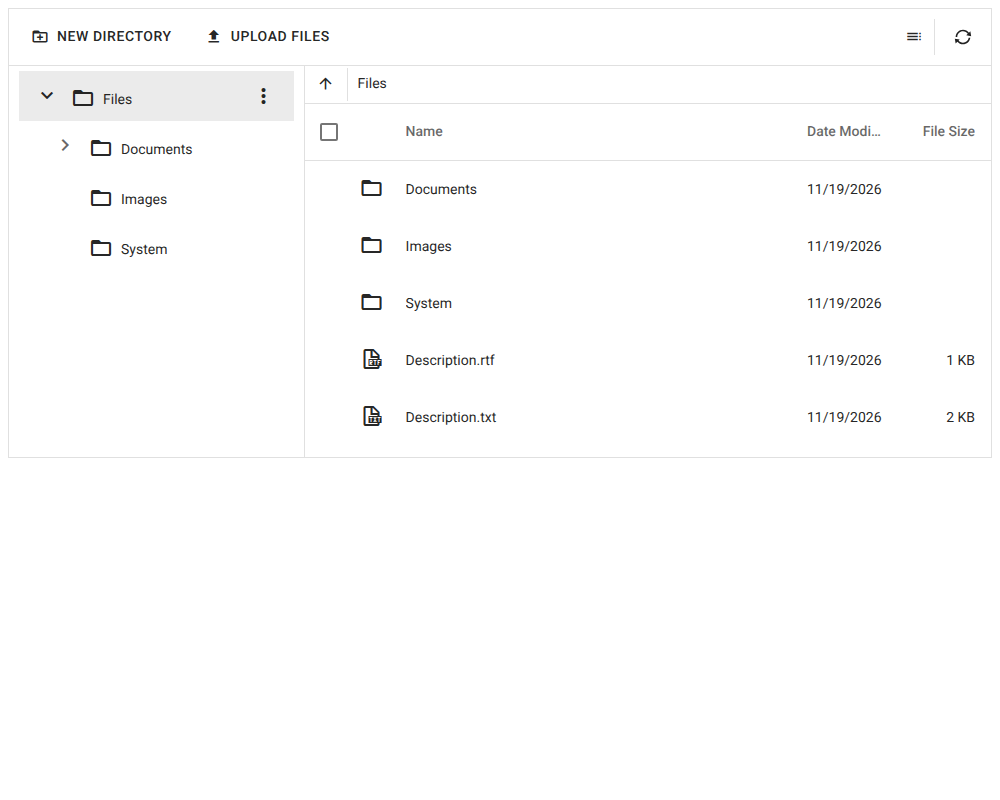 NEW DIRECTORY UPLOAD FILES
Files
Documents
Images
System
Files
Name Date Modi... File Size
Documents 11/19/2026
Images 11/19/2026
System 11/19/2026
Description.rtf 11/19/2026 1 KB
Description.txt 11/19/2026 2 KB